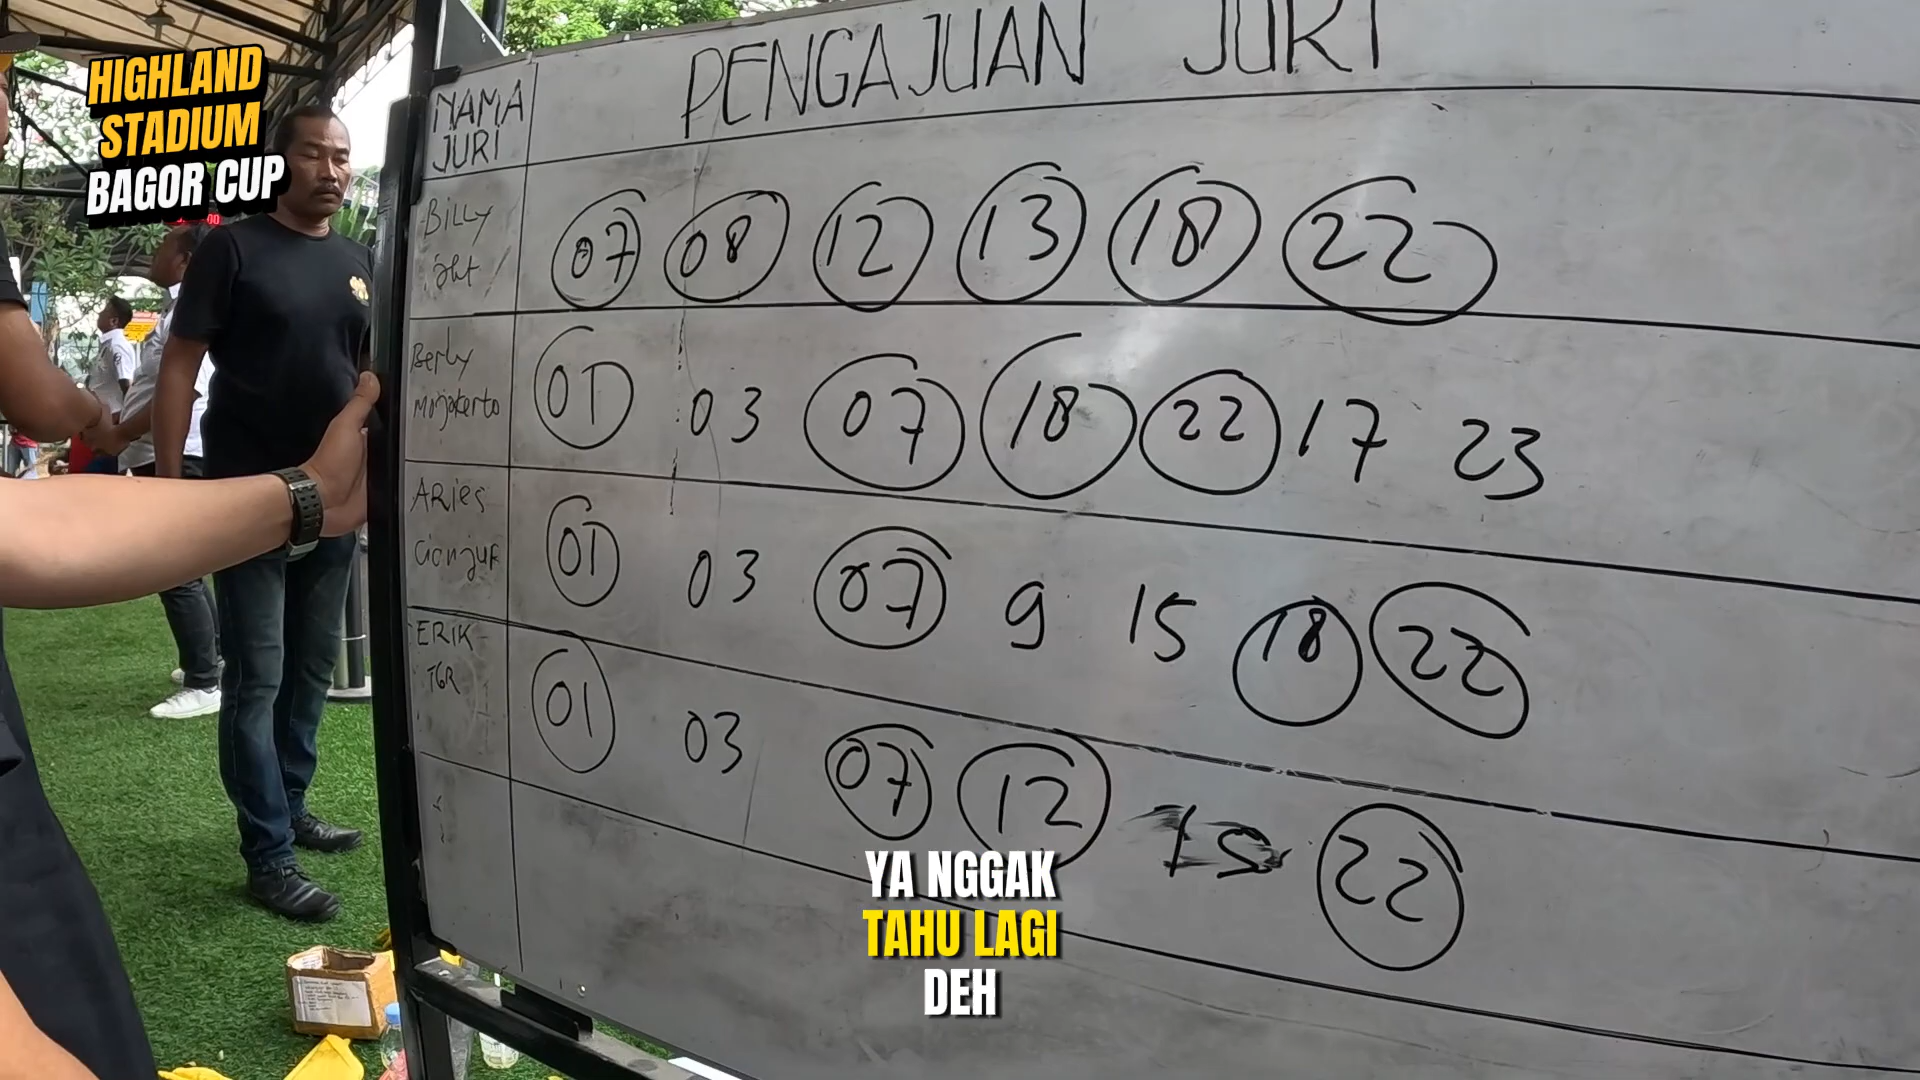 HIGHLAND
STADIUM
BAGOR CUP
PENGAJUAN JURI
NAMA
JURI
BILLY
07 08 12 13 18 22
Berly
Mojokerto
01 03 07 18 22 17 23
ARies
Cianjur
01 03 07 9 15 18 22
ERIK
TGR
01 03 07 12 15 22
YA NGGAK
TAHU LAGI
DEH